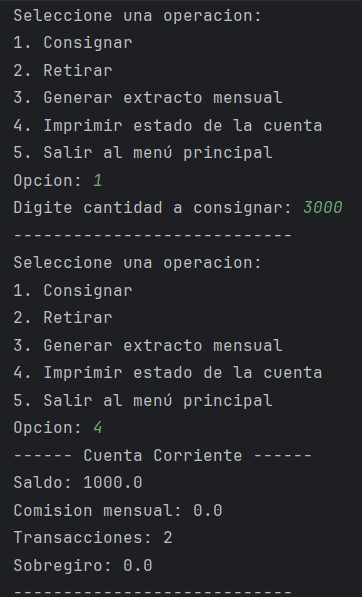 Seleccione una operacion:
1. Consignar
2. Retirar
3. Generar extracto mensual
4. Imprimir estado de la cuenta
5. Salir al menú principal
Opcion: 1
Digite cantidad a consignar: 3000
----------------------------
Seleccione una operacion:
1. Consignar
2. Retirar
3. Generar extracto mensual
4. Imprimir estado de la cuenta
5. Salir al menú principal
Opcion: 4
------ Cuenta Corriente ------
Saldo: 1000.0
Comision mensual: 0.0
Transacciones: 2
Sobregiro: 0.0
----------------------------